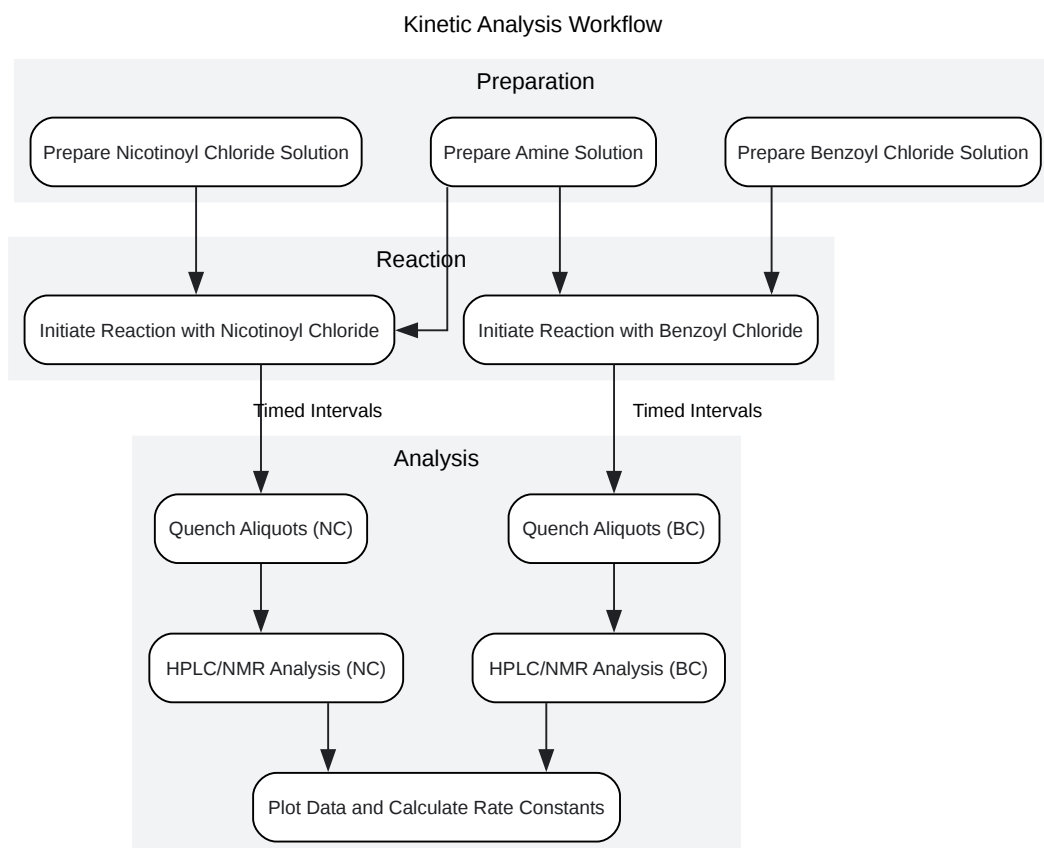 Kinetic Analysis Workflow
Preparation
Prepare Nicotinoyl Chloride Solution
Prepare Amine Solution
Prepare Benzoyl Chloride Solution
Reaction
Initiate Reaction with Nicotinoyl Chloride
Initiate Reaction with Benzoyl Chloride
Timed Intervals
Timed Intervals
Analysis
Quench Aliquots (NC)
Quench Aliquots (BC)
HPLC/NMR Analysis (NC)
HPLC/NMR Analysis (BC)
Plot Data and Calculate Rate Constants